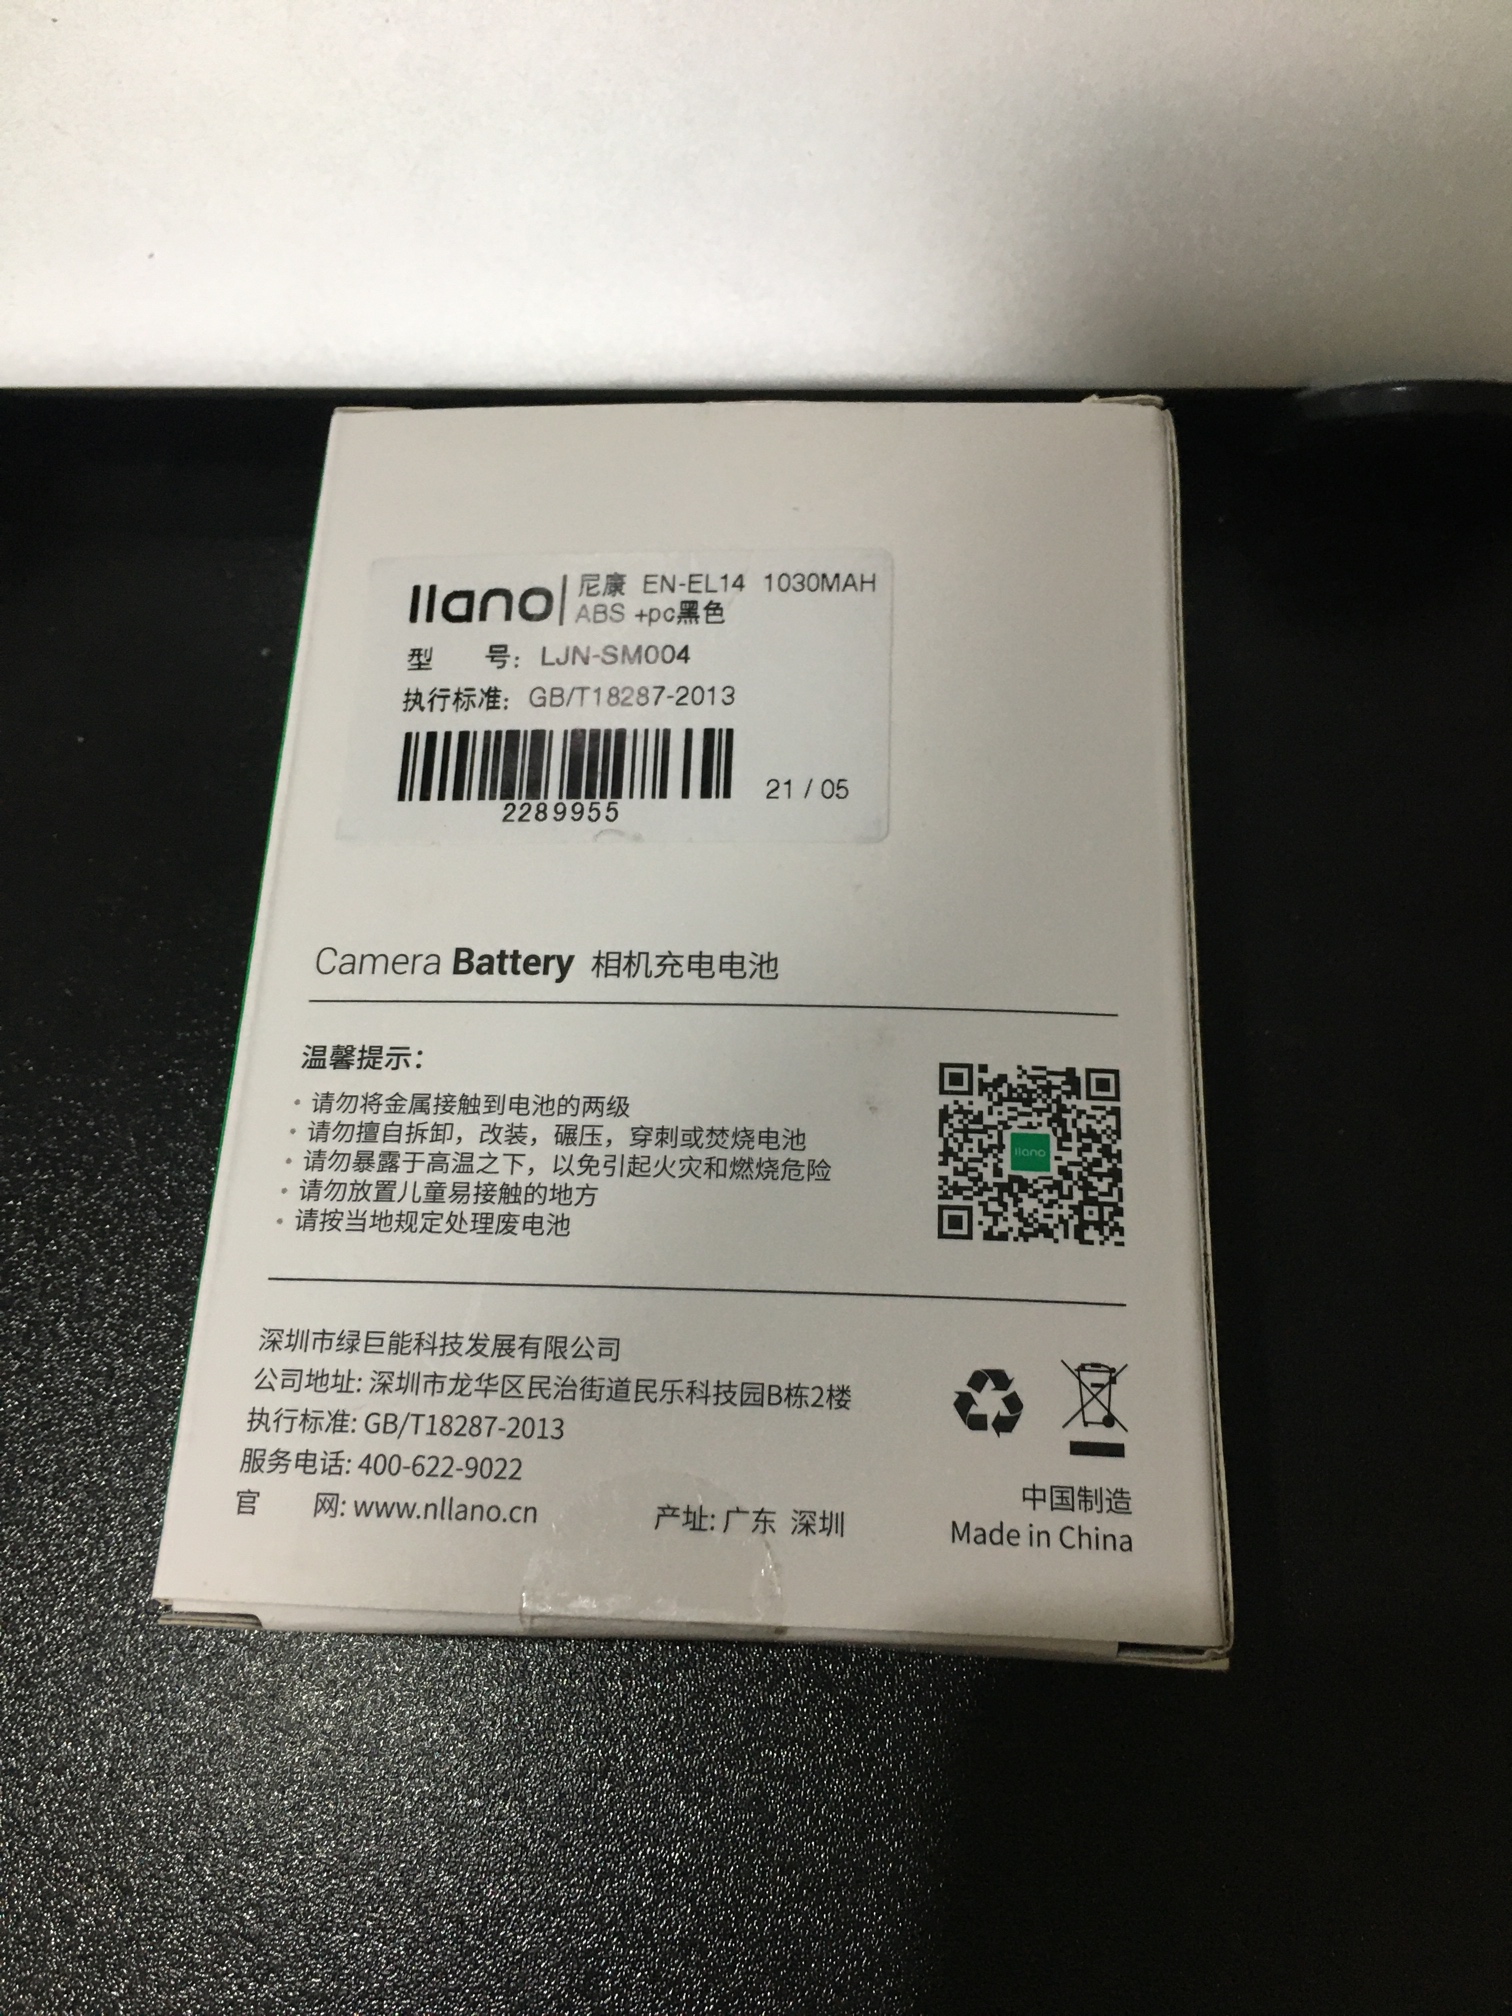 llano 尼康 EN-EL14 1030MAH
ABS +pc黑色
型 号: LJN-SM004
执行标准: GB/T18287-2013
2289955
21 / 05
Camera Battery 相机充电电池
温馨提示:
· 请勿将金属接触到电池的两级
· 请勿擅自拆卸，改装，碾压，穿刺或焚烧电池
· 请勿暴露于高温之下，以免引起火灾和燃烧危险
· 请勿放置儿童易接触的地方
· 请按当地规定处理废电池
llano
深圳市绿巨能科技发展有限公司
公司地址: 深圳市龙华区民治街道民乐科技园B栋2楼
执行标准: GB/T18287-2013
服务电话: 400-622-9022
官 网: www.nllano.cn
产址: 广东 深圳
中国制造
Made in China